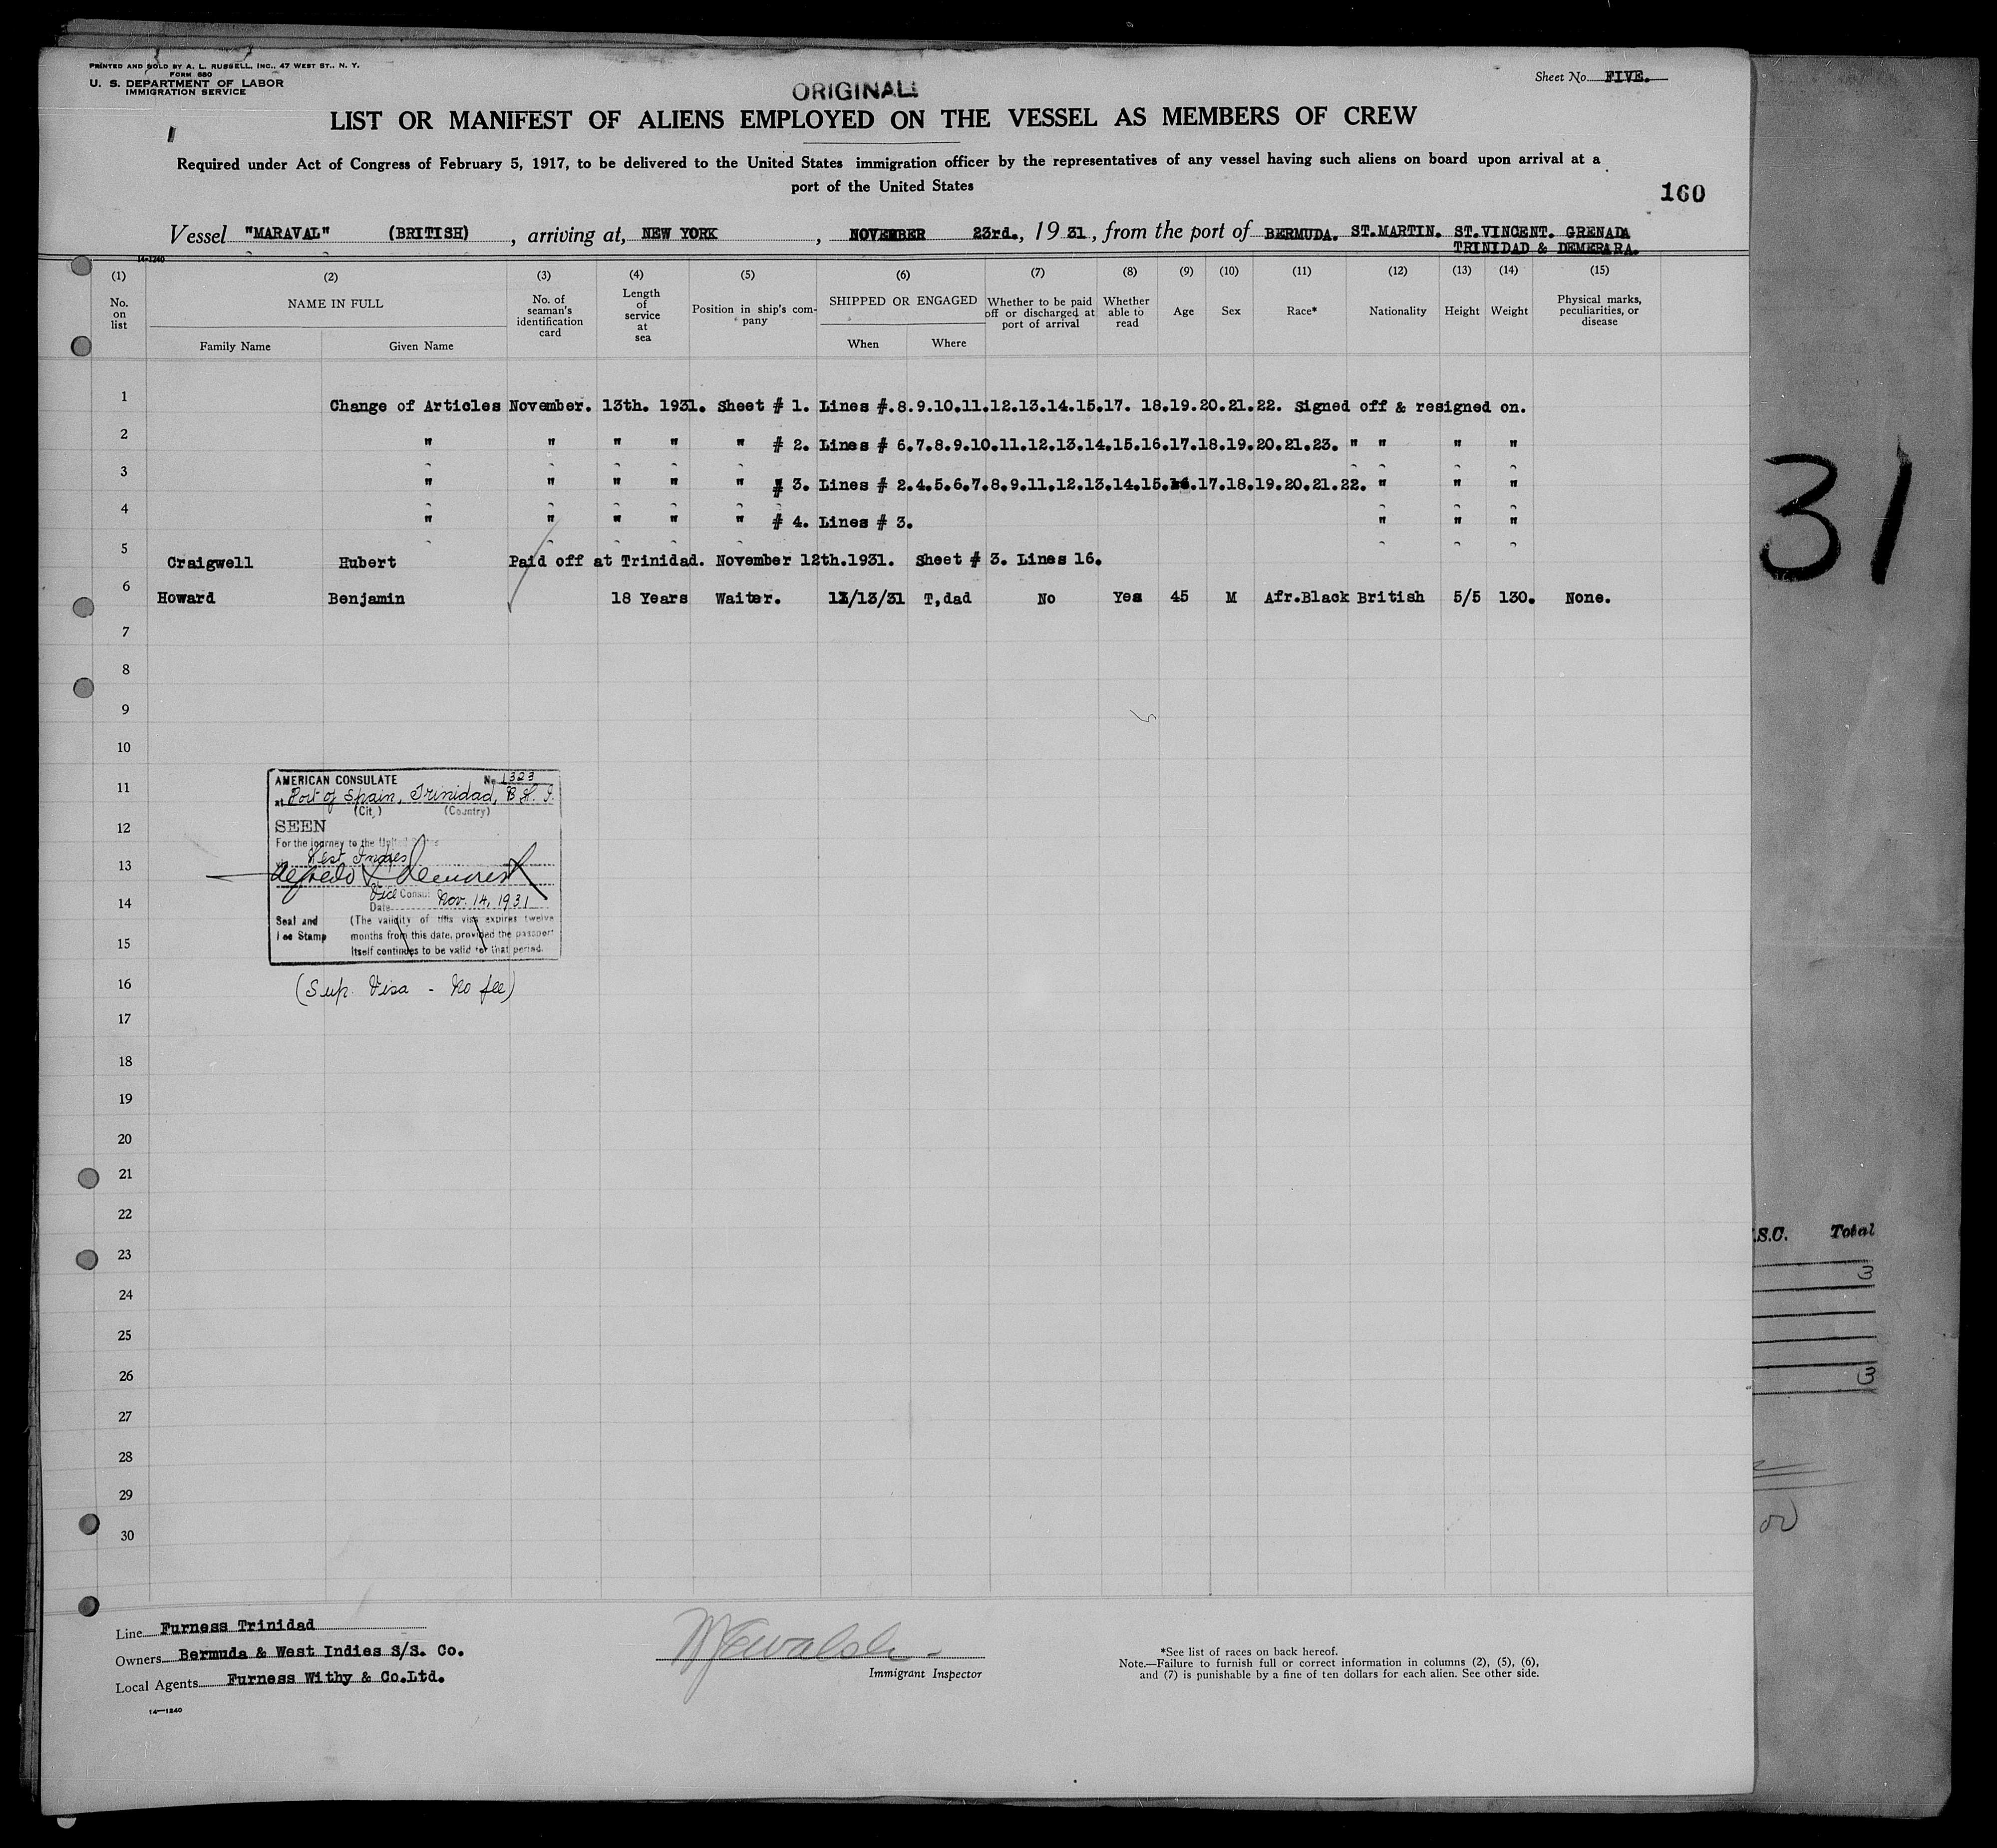 PRINTED AND SOLD BY A. L. RUSSELL, INC., 47 WEST ST., N. Y.
FORM 680
U. S. DEPARTMENT OF LABOR
IMMIGRATION SERVICE
ORIGINAL
Sheet No. FIVE.
LIST OR MANIFEST OF ALIENS EMPLOYED ON THE VESSEL AS MEMBERS OF CREW
Required under Act of Congress of February 5, 1917, to be delivered to the United States immigration officer by the representatives of any vessel having such aliens on board upon arrival at a
port of the United States
160
Vessel "MARAVAL" (BRITISH), arriving at, NEW YORK, NOVEMBER 23rd., 19 31, from the port of BERMUDA. ST.MARTIN. ST.VINCENT. GRENADA
TRINIDAD & DEMERARA.
14-1240
(1) (2) (3) (4) (5) (6) (7) (8) (9) (10) (11) (12) (13) (14) (15)
No. on list NAME IN FULL No. of seaman's identification card Length of service at sea Position in ship's company SHIPPED OR ENGAGED Whether to be paid off or discharged at port of arrival Whether able to read Age Sex Race* Nationality Height Weight Physical marks, peculiarities, or disease
Family Name Given Name When Where
1 Change of Articles November. 13th. 1931. Sheet # 1. Lines #.8.9.10.11.12.13.14.15.17. 18.19.20.21.22. Signed off & resigned on.
2 " " " " " # 2. Lines # 6.7.8.9.10.11.12.13.14.15.16.17.18.19.20.21.23. " " " "
3 " " " " " # 3. Lines # 2.4.5.6.7.8.9.11.12.13.14.15.16.17.18.19.20.21.22. " " "
4 " " " " " # 4. Lines # 3. " " "
5 Craigwell Hubert Paid off at Trinidad. November 12th.1931. Sheet # 3. Lines 16.
6 Howard Benjamin 18 Years Waiter. 11/13/31 T,dad No Yes 45 M Afr.Black British 5/5 130. None.
7
8
9
10
11
12
13
14
15
16
17
18
19
20
21
22
23
24
25
26
27
28
29
30
AMERICAN CONSULATE No 1323
at Port of Spain, Trinidad, B.W.I.
(City) (Country)
SEEN
For the journey to the United States
West Indies
Vice Consul
Date Nov. 14, 1931
Seal and Fee Stamp
(The validity of this visa expires twelve
months from this date, provided the passport
itself continues to be valid for that period.
(Sup. Visa - No fee)
31
.S.C. Total
3
3
Line Furness Trinidad
Owners Bermuda & West Indies S/S. Co.
Local Agents Furness Withy & Co.Ltd.
14—1240
Immigrant Inspector
*See list of races on back hereof.
Note.—Failure to furnish full or correct information in columns (2), (5), (6),
and (7) is punishable by a fine of ten dollars for each alien. See other side.